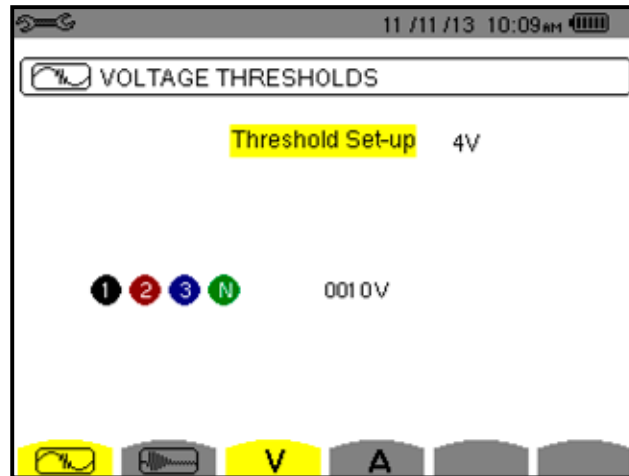 11 /11 /13 10:09AM
VOLTAGE THRESHOLDS
Threshold Set-up 4V
1 2 3 N 0010V
V A